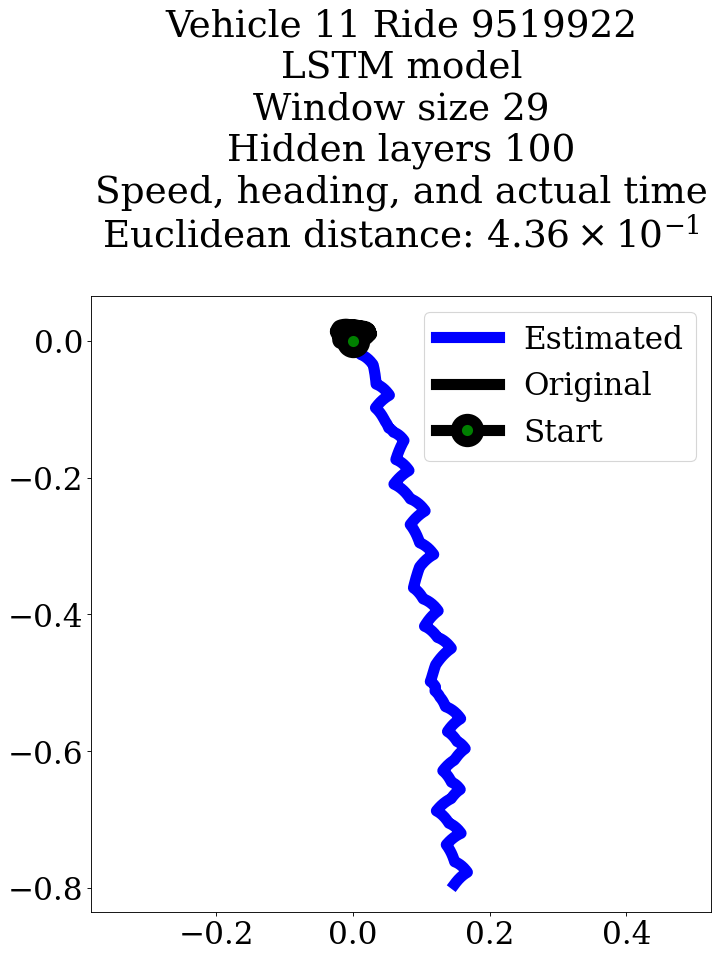 Vehicle 11 Ride 9519922
LSTM model
Window size 29
Hidden layers 100
Speed, heading, and actual time
Euclidean distance: 4.36 × 10⁻¹
Estimated
Original
Start
0.0
−0.2
−0.4
−0.6
−0.8
−0.2 0.0 0.2 0.4